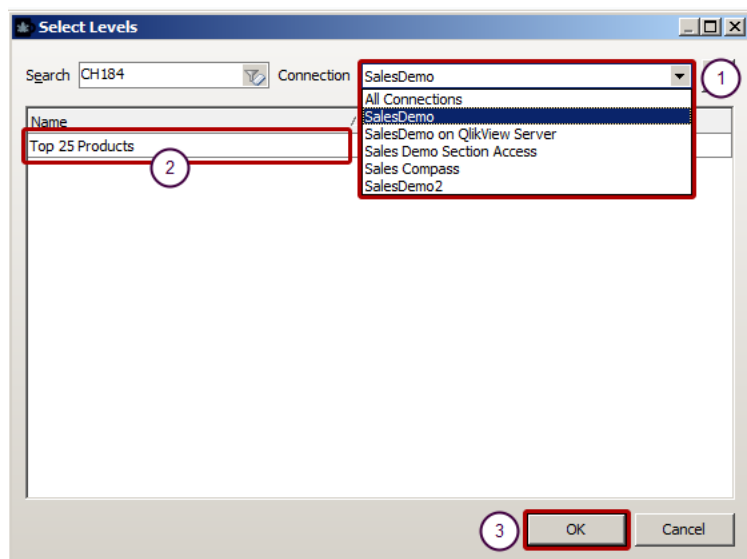 Select Levels
Search CH184 Connection SalesDemo 1
All Connections
Name SalesDemo
Top 25 Products SalesDemo on QlikView Server
Sales Demo Section Access
2 Sales Compass
SalesDemo2
3 OK Cancel